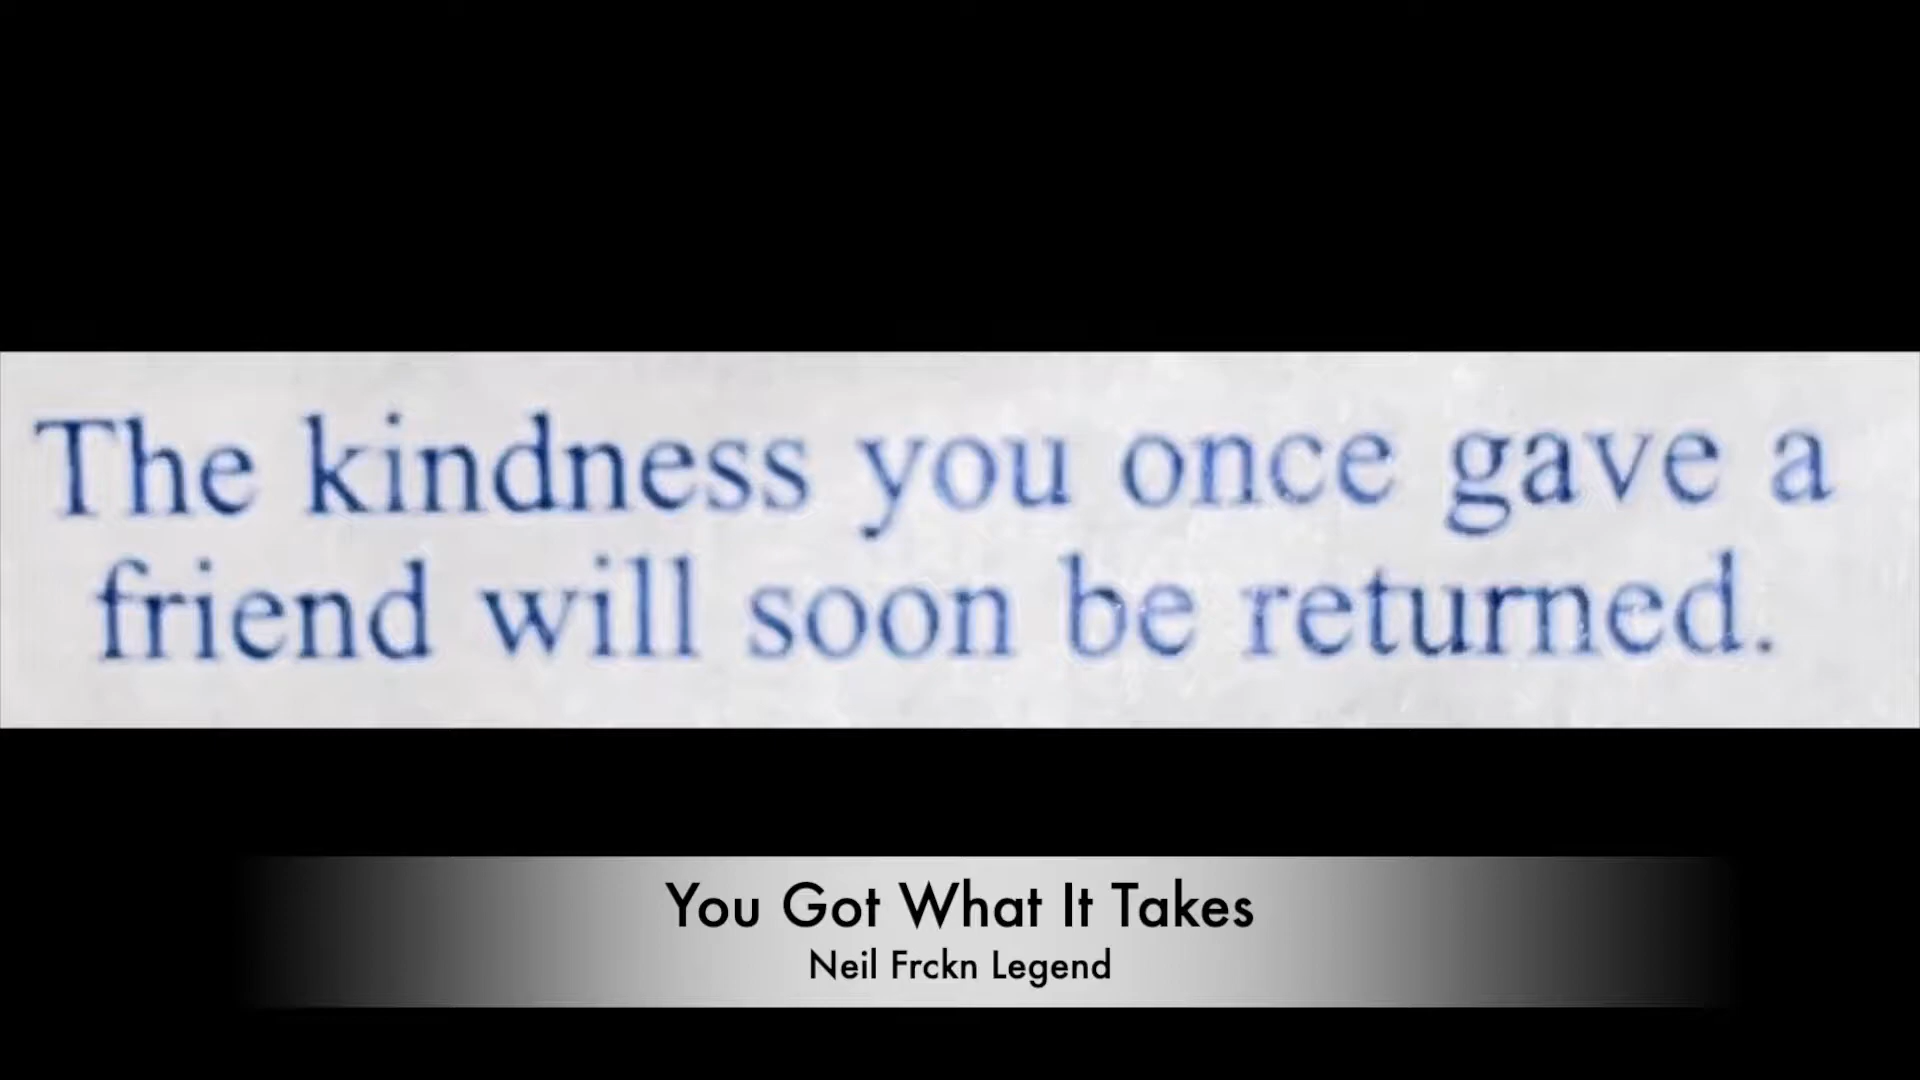 The kindness you once gave a
friend will soon be returned.
You Got What It Takes
Neil Frckn Legend